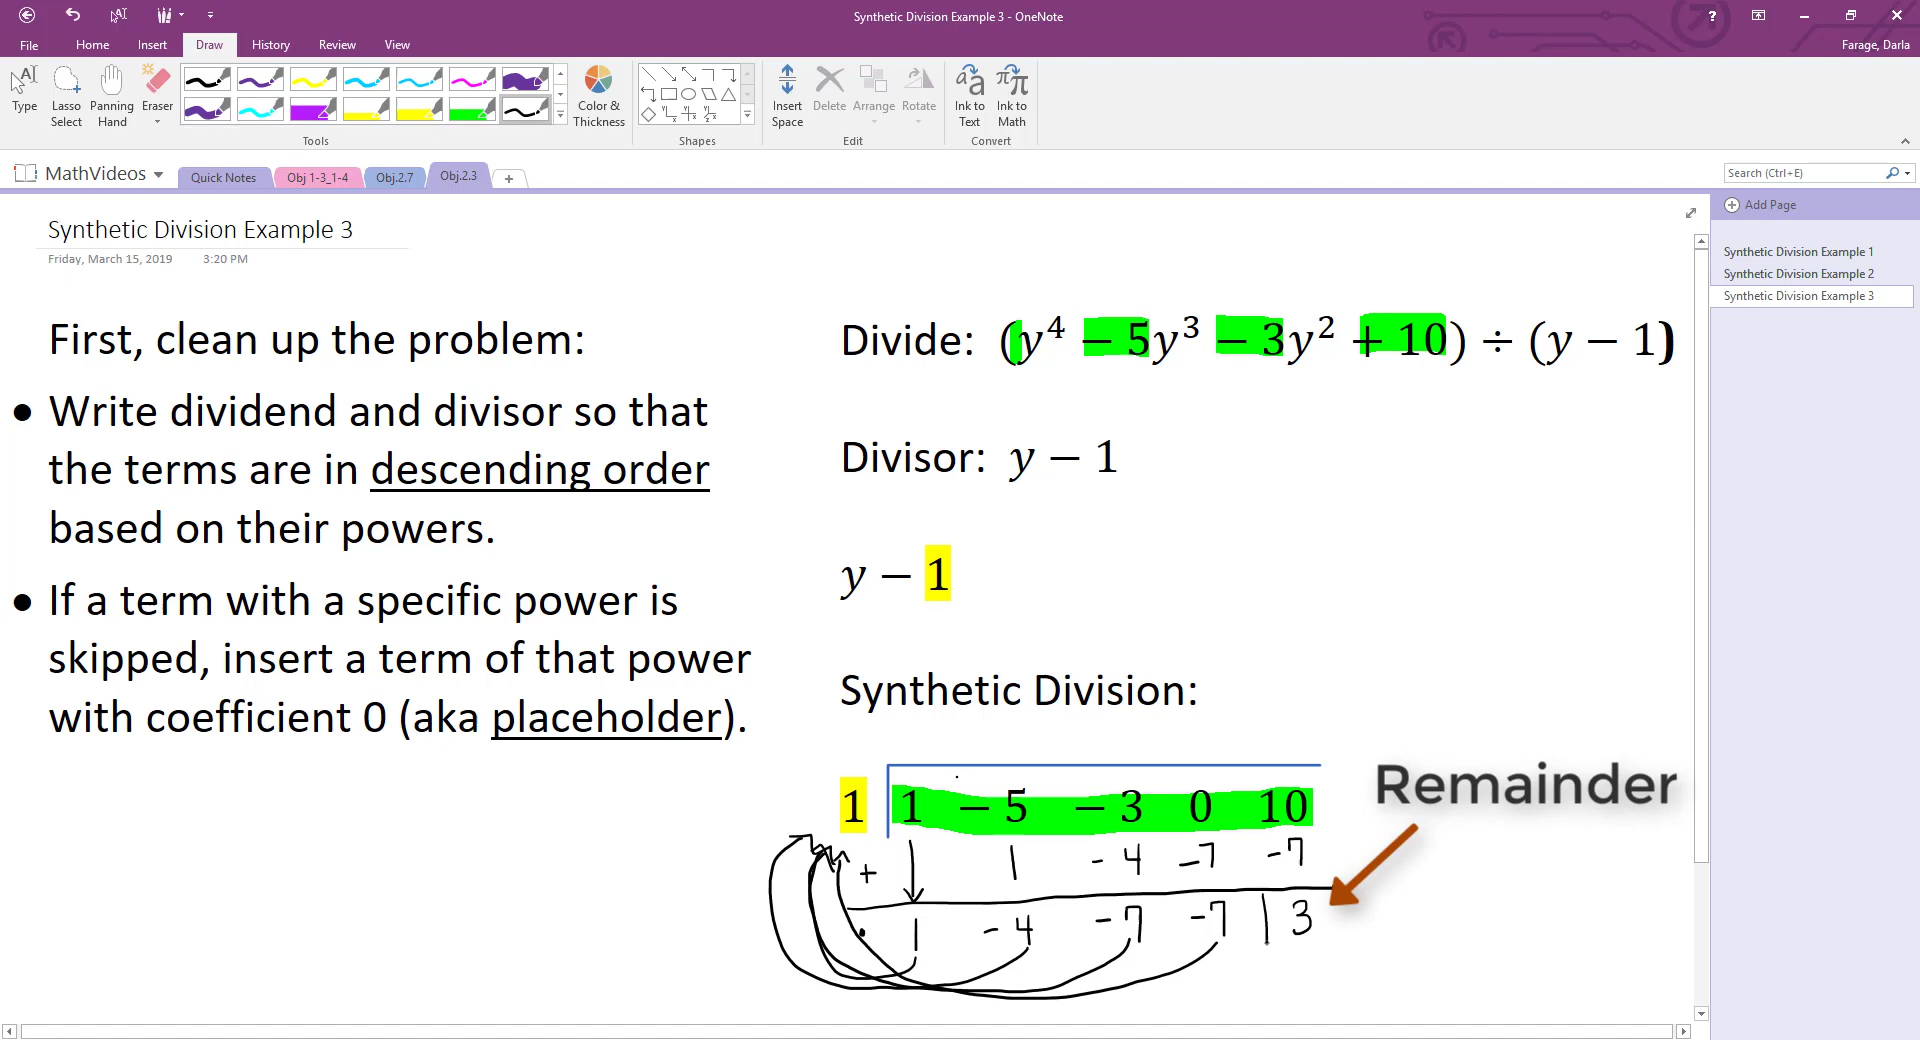 Synthetic Division Example 3 - OneNote
?
File Home Insert Draw History Review View
Farage, Darla
Type
Lasso Select
Panning Hand
Eraser
Color & Thickness
Insert Space
Delete
Arrange
Rotate
Ink to Text
Ink to Math
Tools
Shapes
Edit
Convert
MathVideos
Quick Notes
Obj 1-3_1-4
Obj.2.7
Obj.2.3
Search (Ctrl+E)
Add Page
Synthetic Division Example 1
Synthetic Division Example 2
Synthetic Division Example 3
Synthetic Division Example 3
Friday, March 15, 2019 3:20 PM
First, clean up the problem:
• Write dividend and divisor so that
the terms are in descending order
based on their powers.
• If a term with a specific power is
skipped, insert a term of that power
with coefficient 0 (aka placeholder).
Divide: (y⁴ − 5y³ − 3y² + 10) ÷ (y − 1)
Divisor: y − 1
y − 1
Synthetic Division:
1 1 − 5 − 3 0 10
Remainder
+ 1 -4 -7 -7
1 -4 -7 -7 | 3